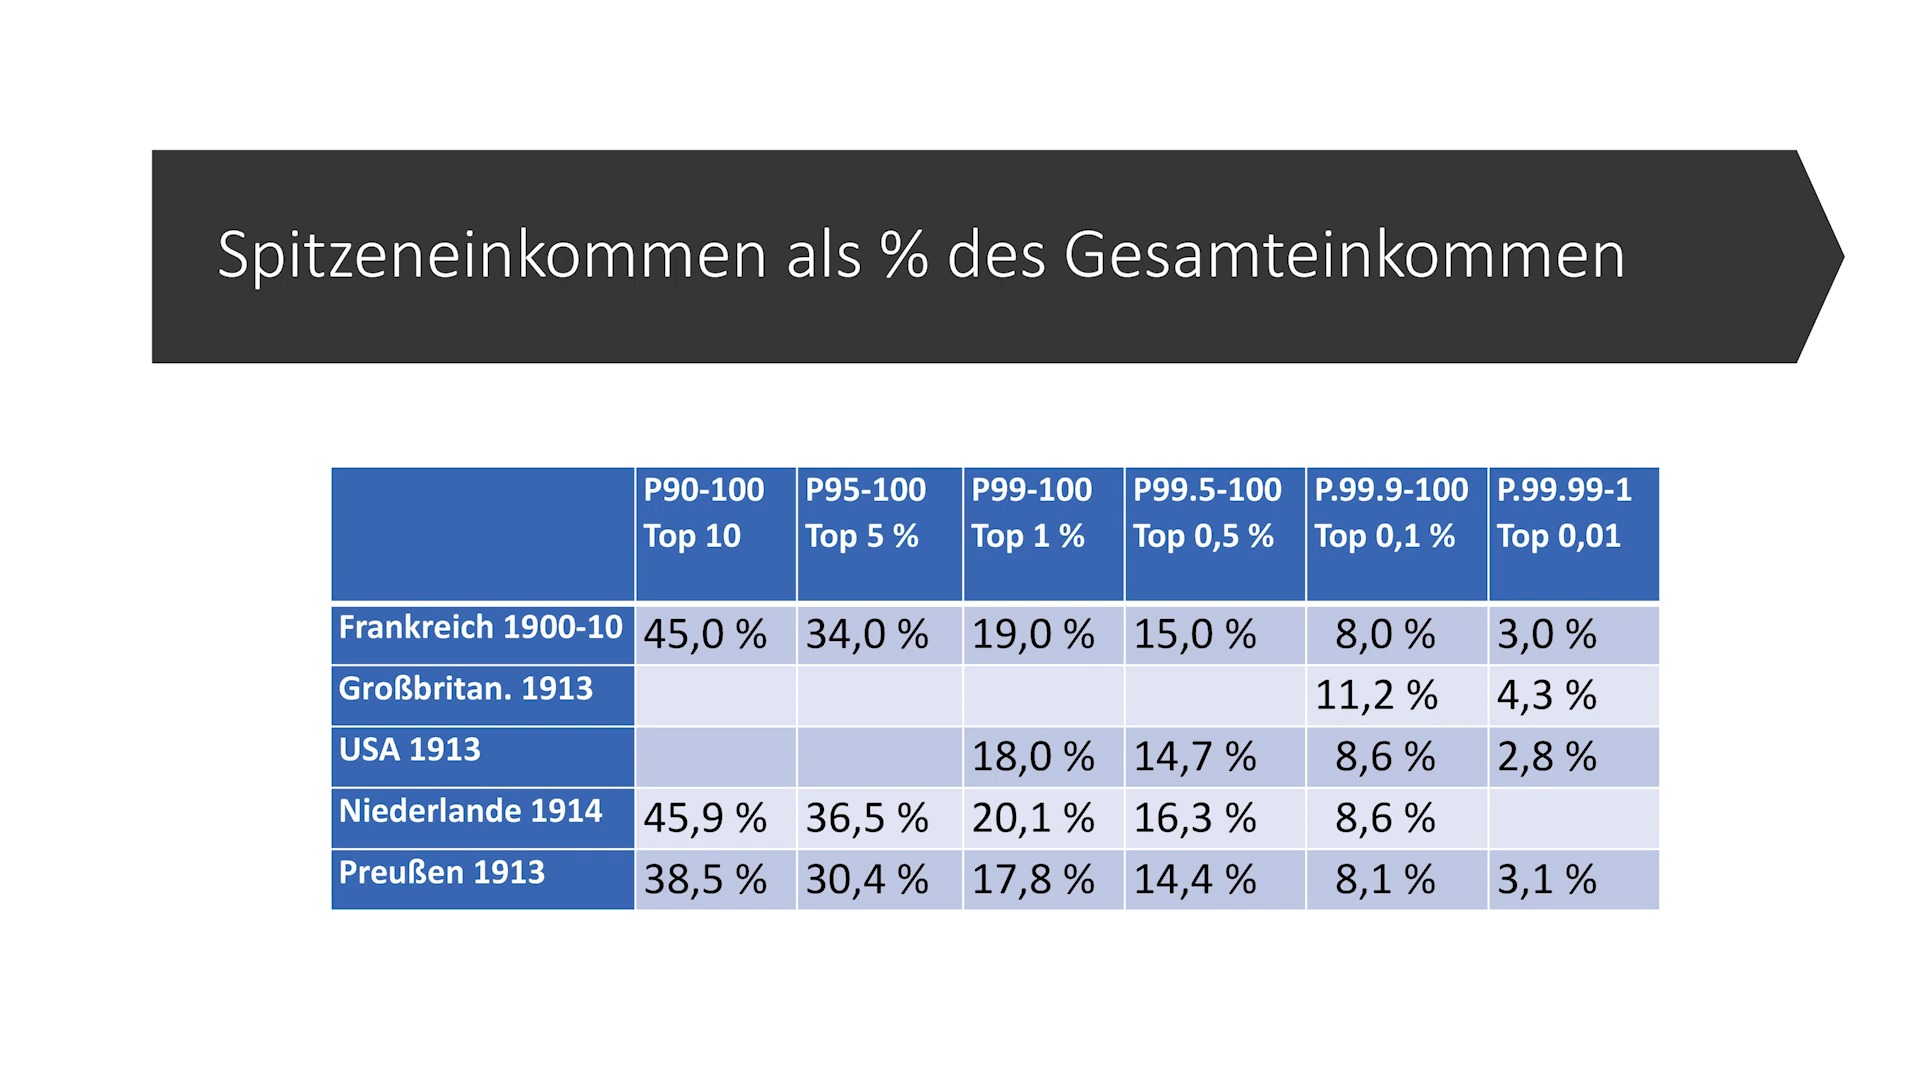 Spitzeneinkommen als % des Gesamteinkommen
P90-100 P95-100 P99-100 P99.5-100 P.99.9-100 P.99.99-1
Top 10 Top 5 % Top 1 % Top 0,5 % Top 0,1 % Top 0,01
Frankreich 1900-10 45,0 % 34,0 % 19,0 % 15,0 % 8,0 % 3,0 %
Großbritan. 1913 11,2 % 4,3 %
USA 1913 18,0 % 14,7 % 8,6 % 2,8 %
Niederlande 1914 45,9 % 36,5 % 20,1 % 16,3 % 8,6 %
Preußen 1913 38,5 % 30,4 % 17,8 % 14,4 % 8,1 % 3,1 %